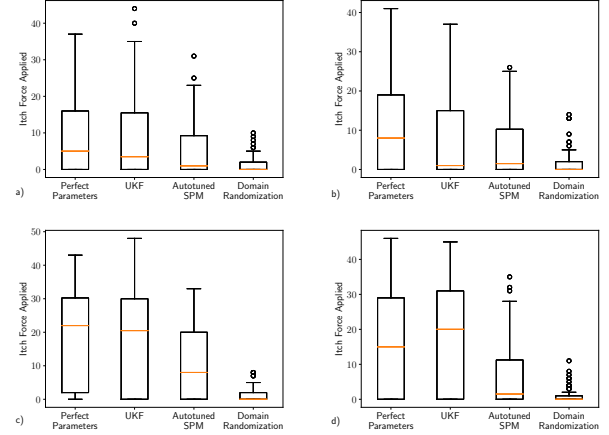 40
30
20
10
0
Itch Force Applied
Perfect Parameters
UKF
Autotuned SPM
Domain Randomization
a)
40
30
20
10
0
Itch Force Applied
Perfect Parameters
UKF
Autotuned SPM
Domain Randomization
b)
50
40
30
20
10
0
Itch Force Applied
Perfect Parameters
UKF
Autotuned SPM
Domain Randomization
c)
40
30
20
10
0
Itch Force Applied
Perfect Parameters
UKF
Autotuned SPM
Domain Randomization
d)